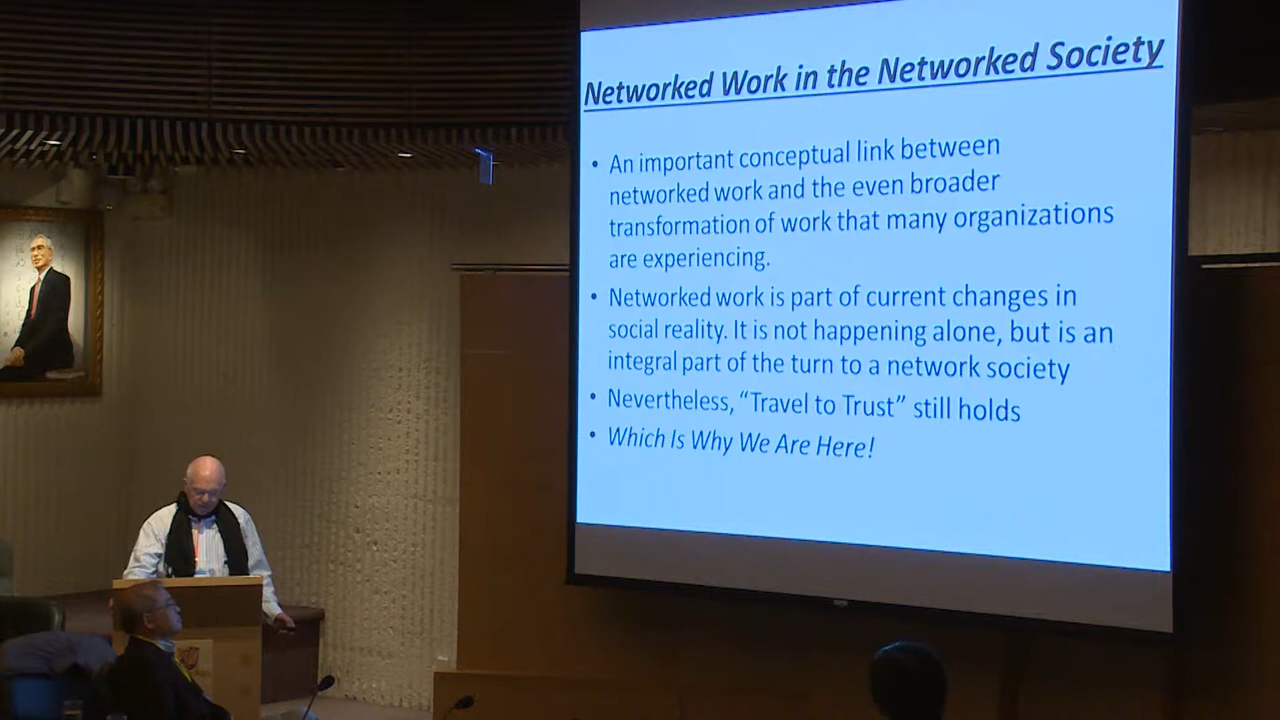 Networked Work in the Networked Society
• An important conceptual link between
networked work and the even broader
transformation of work that many organizations
are experiencing.
• Networked work is part of current changes in
social reality. It is not happening alone, but is an
integral part of the turn to a network society
• Nevertheless, “Travel to Trust” still holds
• Which Is Why We Are Here!